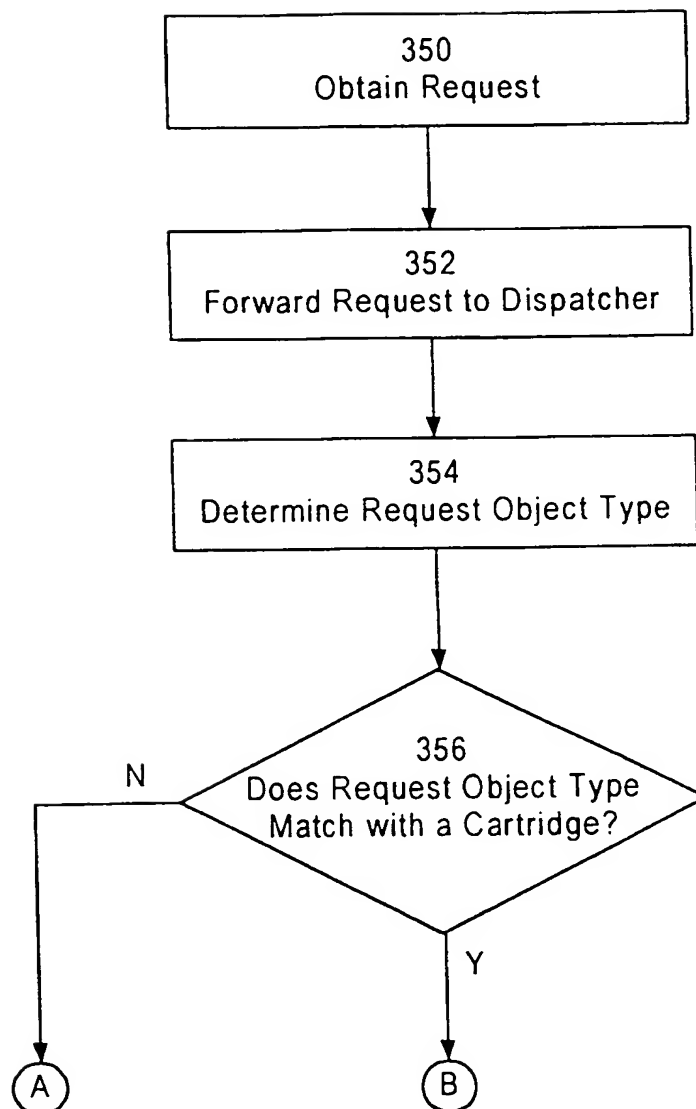 350
Obtain Request
352
Forward Request to Dispatcher
354
Determine Request Object Type
356
Does Request Object Type
Match with a Cartridge?
N
Y
A
B